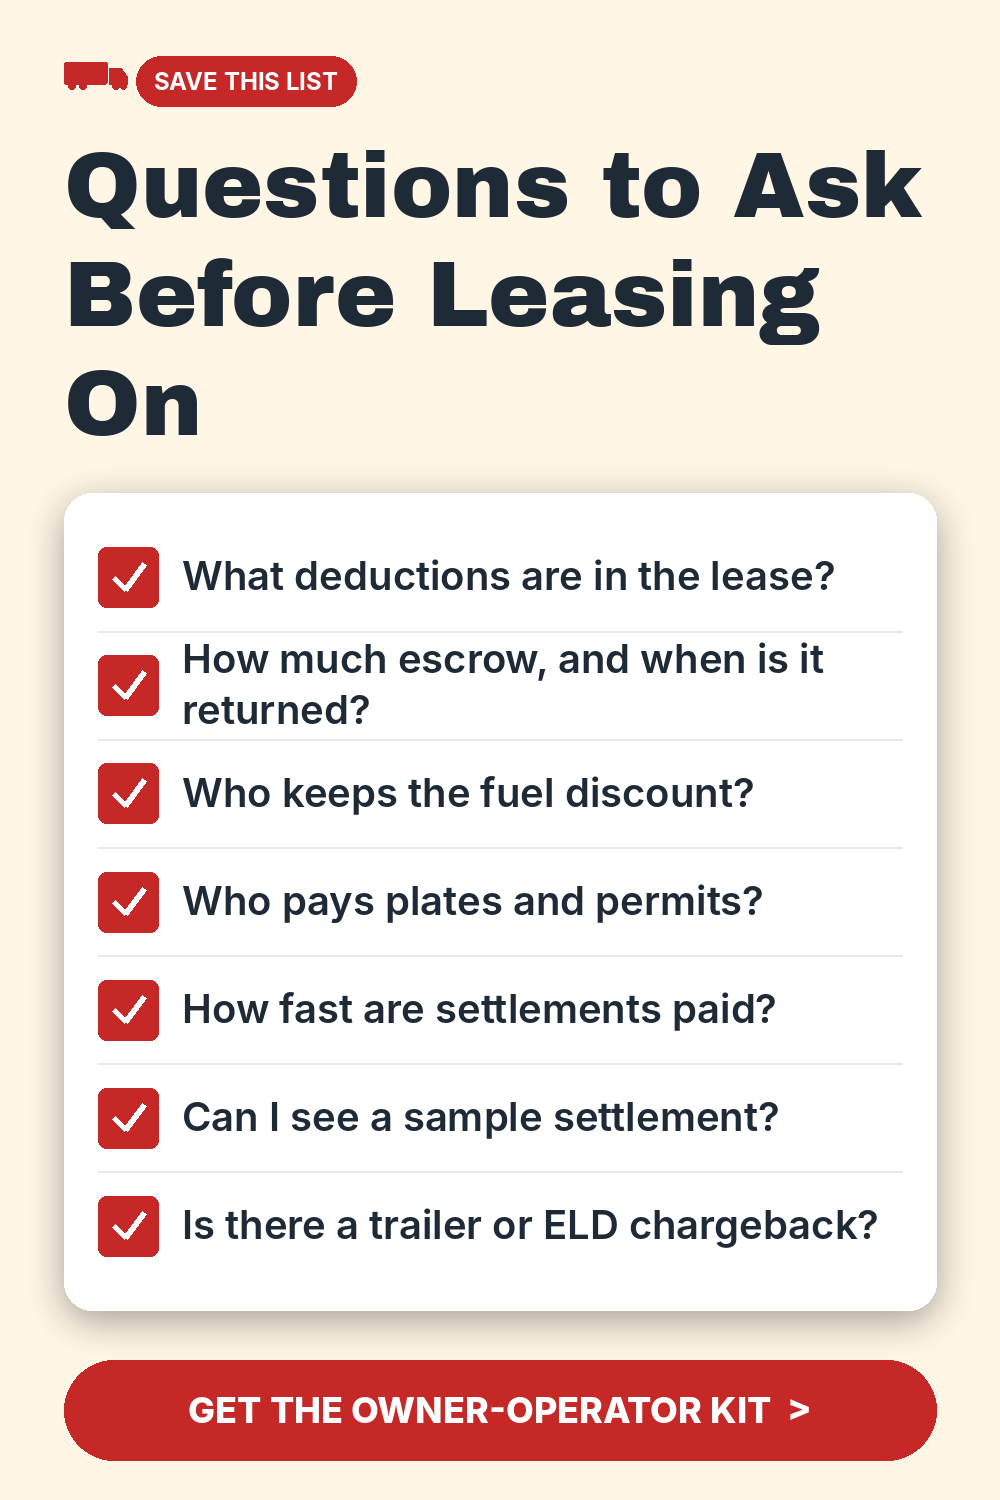 SAVE THIS LIST
Questions to Ask
Before Leasing
On
What deductions are in the lease?
How much escrow, and when is it
returned?
Who keeps the fuel discount?
Who pays plates and permits?
How fast are settlements paid?
Can I see a sample settlement?
Is there a trailer or ELD chargeback?
GET THE OWNER-OPERATOR KIT >